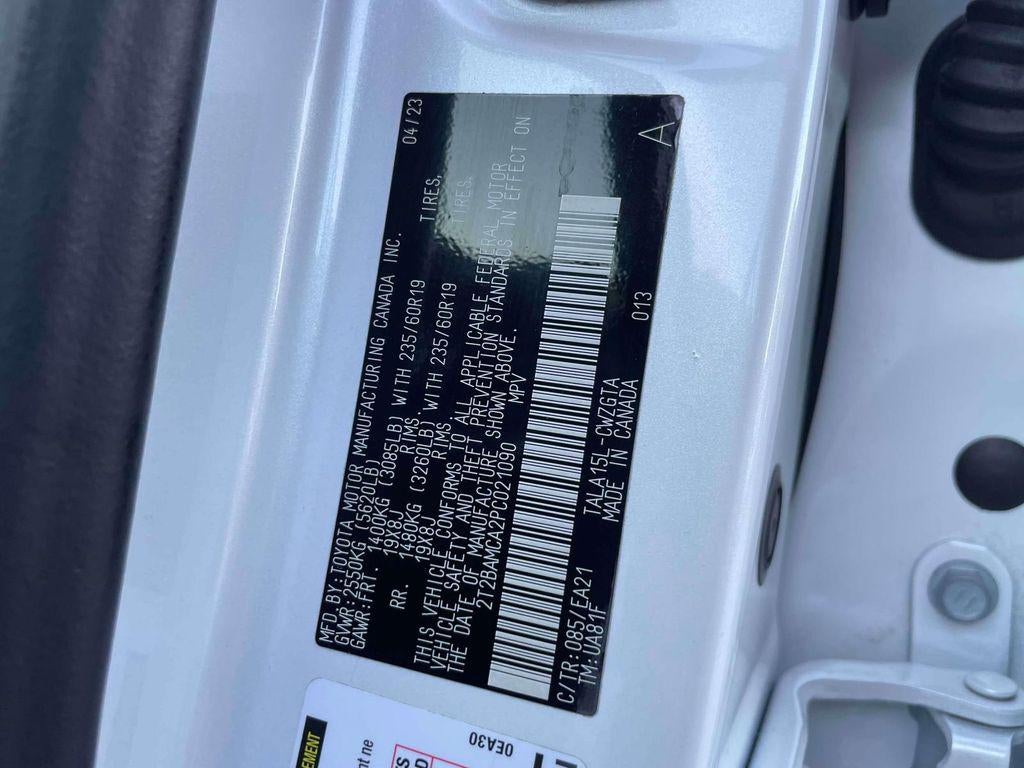 MFD.BY:TOYOTA MOTOR MANUFACTURING CANADA INC. 04/23
GVWR:2550KG (5620LB)
GAWR:FRT. 1400KG (3085LB) WITH 235/60R19 TIRES,
19X8J RIMS.
RR. 1480KG (3260LB) WITH 235/60R19 TIRES,
19X8J RIMS
THIS VEHICLE CONFORMS TO ALL APPLICABLE FEDERAL MOTOR
VEHICLE SAFETY AND THEFT PREVENTION STANDARDS IN EFFECT ON
THE DATE OF MANUFACTURE SHOWN ABOVE.
2T2BAMCA2PC021090 MPV
C/TR:085/EA21 TALA15L-CWZGTA 013 A
TM:UA81F MADE IN CANADA
EMENT
nt ne
0EA30